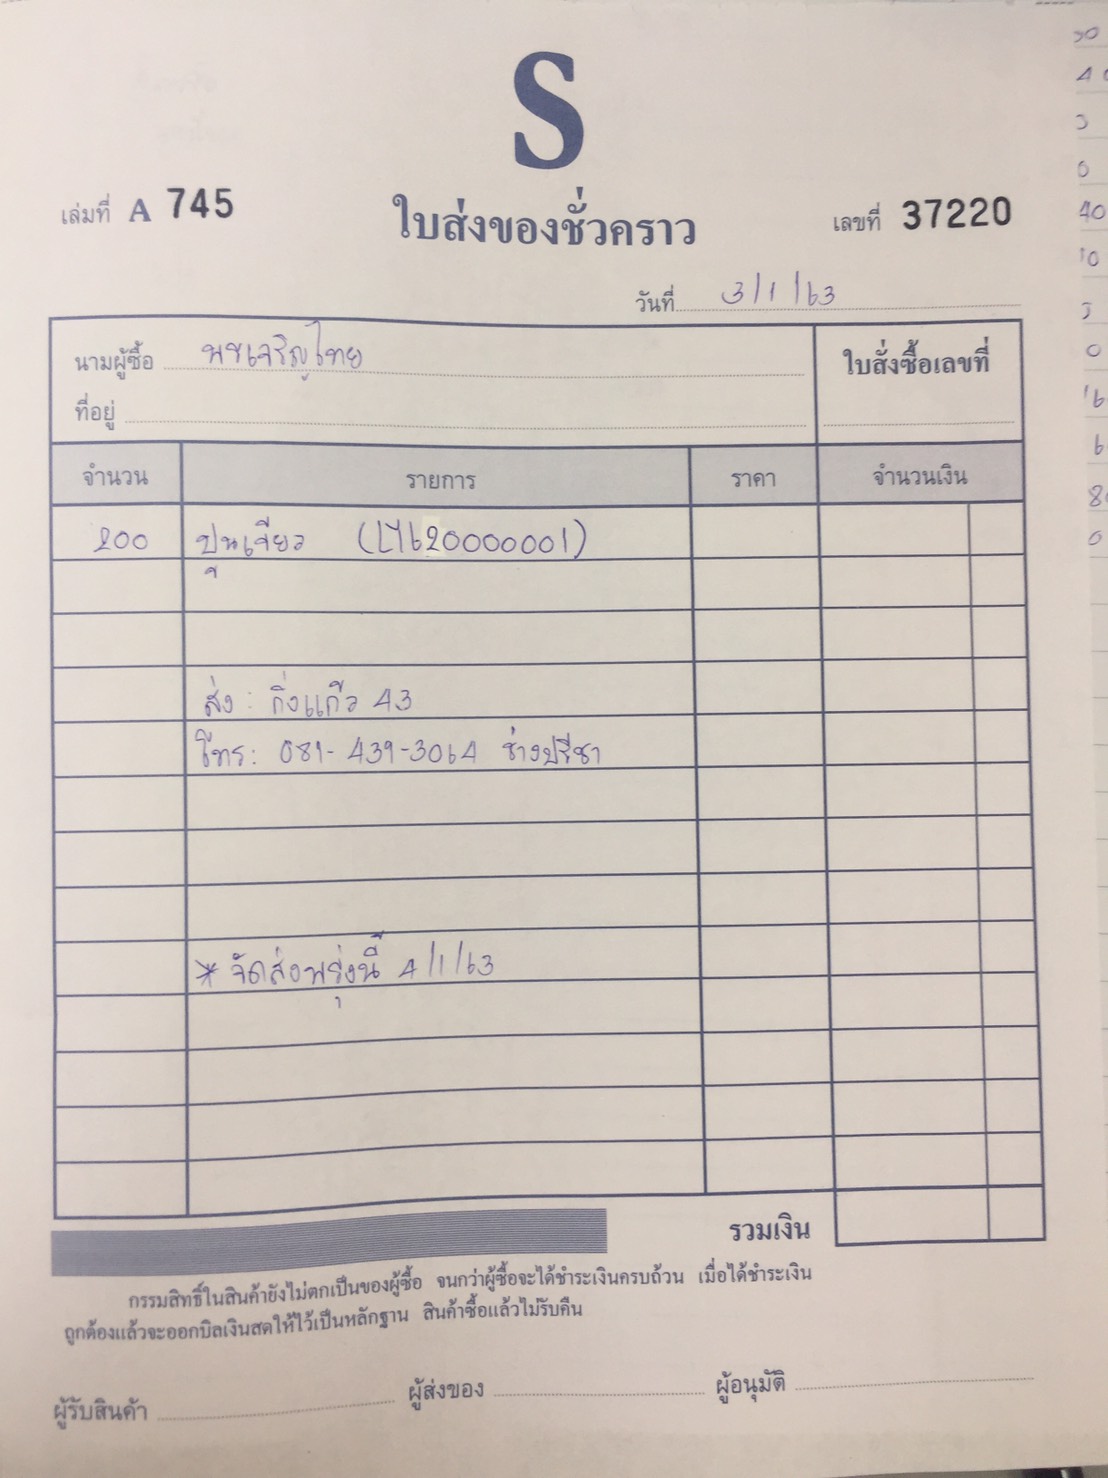 S
เล่มที่ A 745
ใบส่งของชั่วคราว
เลขที่ 37220
วันที่ 3/1/63
นามผู้ซื้อ พชเจริญไทย
ใบสั่งซื้อเลขที่
ที่อยู่
จำนวน รายการ ราคา จำนวนเงิน
200 ปูนเขียว
ส่ง : กิ่งแก้ว 43
โทร: 081-439-3064 ช่างปรีชา
* จัดส่งพรุ่งนี้ 4/1/63
รวมเงิน
กรรมสิทธิ์ในสินค้ายังไม่ตกเป็นของผู้ซื้อ จนกว่าผู้ซื้อจะได้ชำระเงินครบถ้วน เมื่อได้ชำระเงิน
ถูกต้องแล้วจะออกบิลเงินสดให้ไว้เป็นหลักฐาน สินค้าซื้อแล้วไม่รับคืน
ผู้รับสินค้า ผู้ส่งของ ผู้อนุมัติ